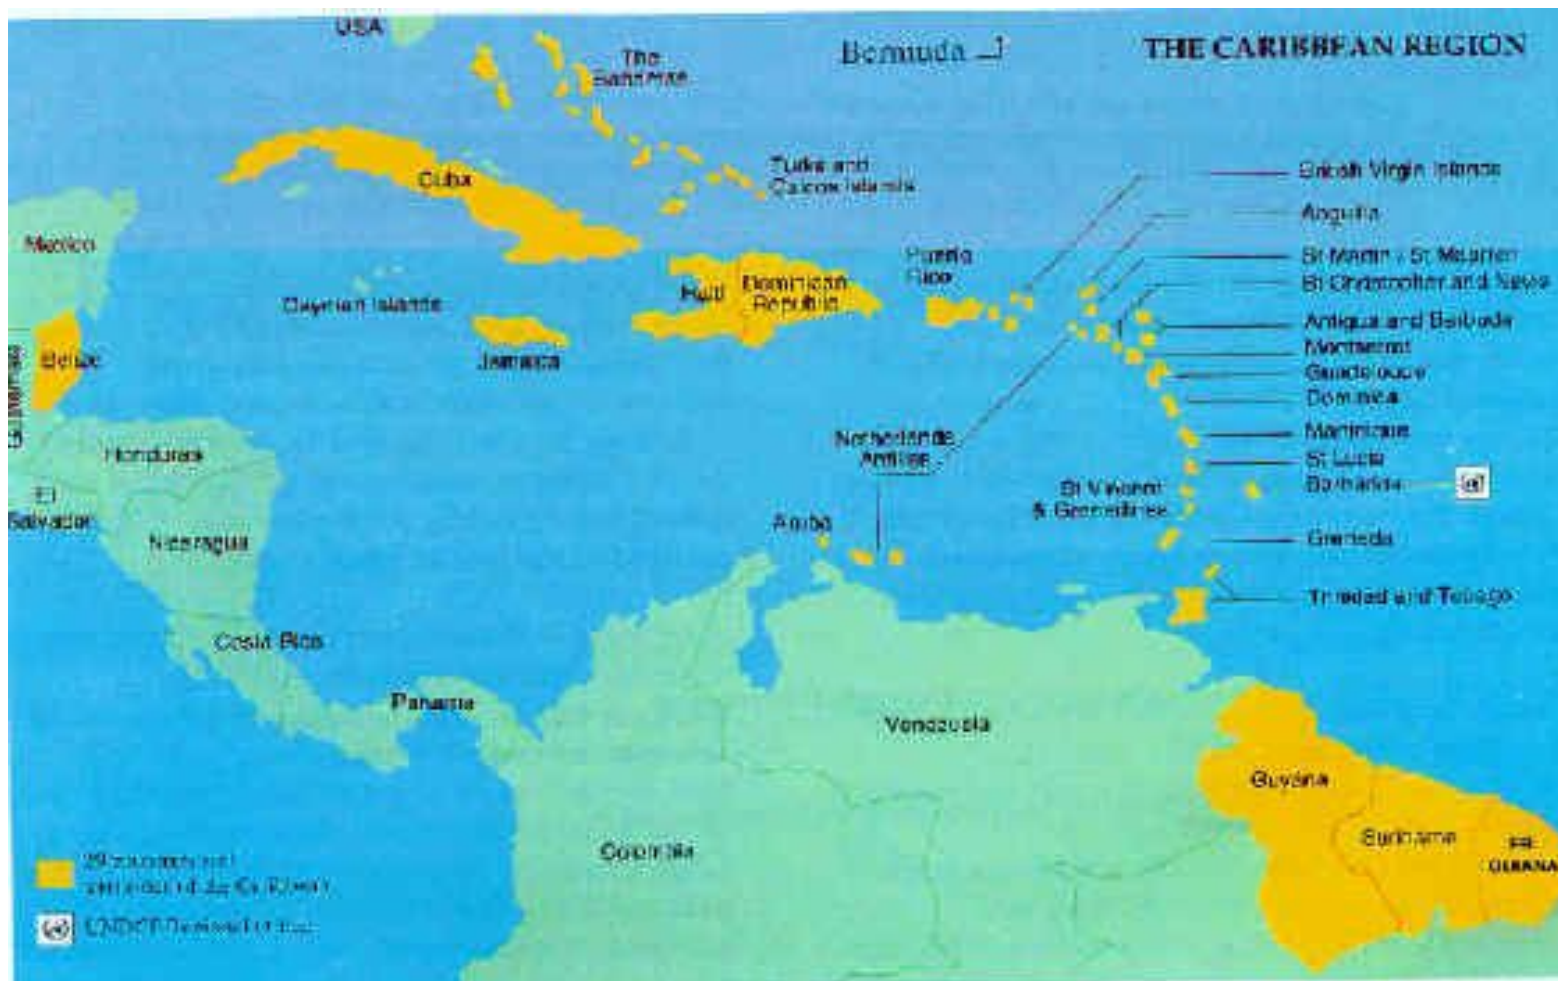 USA
Bermuda
THE CARIBBEAN REGION
The
Bahamas
Turks and
Caicos Islands
Cuba
British Virgin Islands
Anguilla
Mexico
Puerto
Rico
St Martin / St Maarten
St Christopher and Nevis
Haiti
Dominican
Republic
Cayman Islands
Antigua and Barbuda
Montserrat
Jamaica
Belize
Guadeloupe
Dominica
Netherlands
Antilles
Martinique
St Lucia
Honduras
Barbados
St Vincent
& Grenadines
El
Salvador
Aruba
Nicaragua
Grenada
Trinidad and Tobago
Costa Rica
Panama
Venezuela
Guyana
Suriname
FR.
GUIANA
Colombia
29 countries and